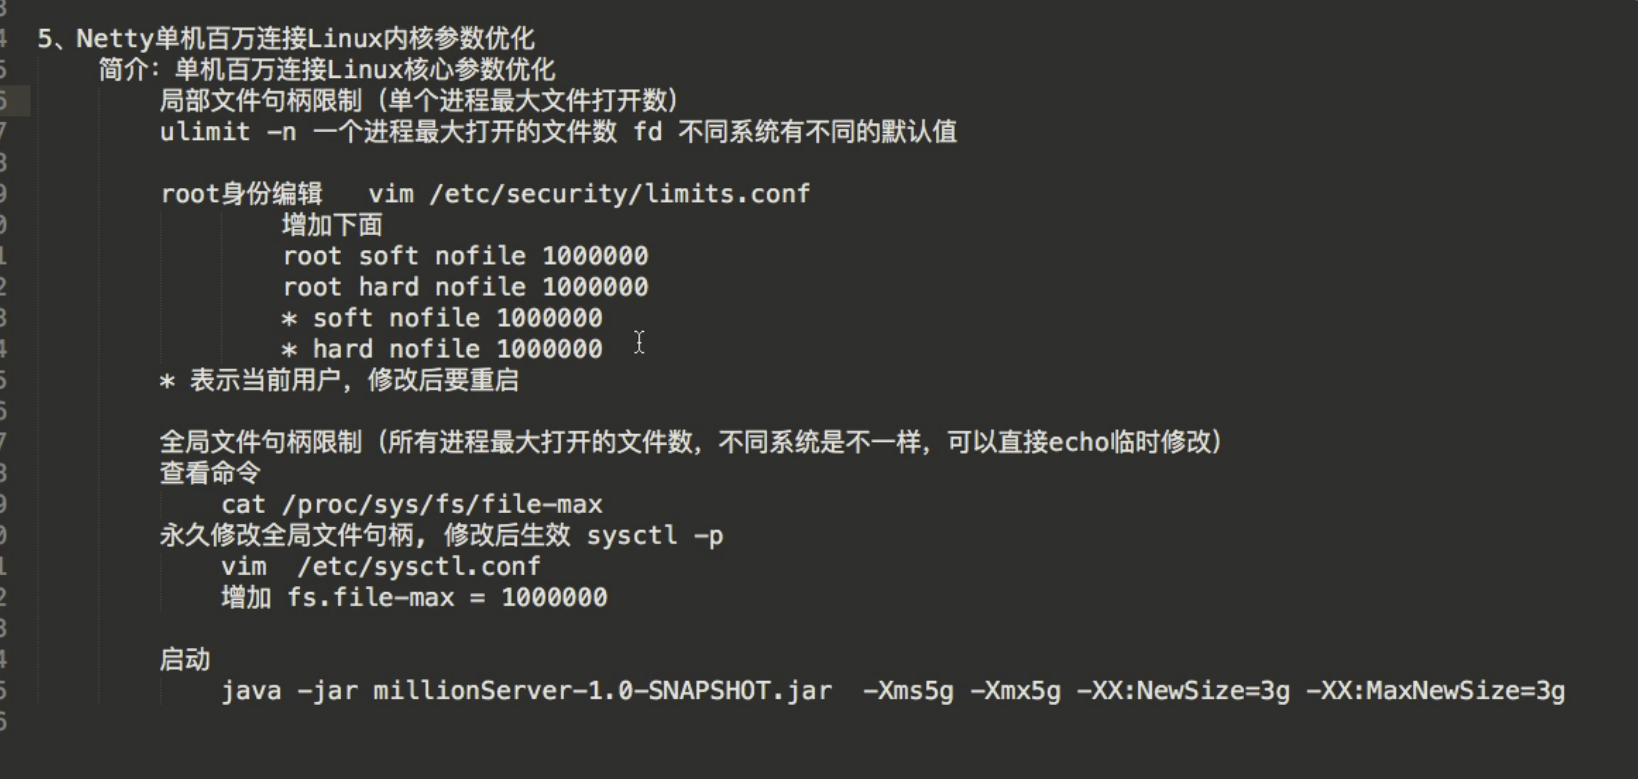 5、Netty单机百万连接Linux内核参数优化
简介：单机百万连接Linux核心参数优化
局部文件句柄限制（单个进程最大文件打开数）
ulimit -n 一个进程最大打开的文件数 fd 不同系统有不同的默认值
root身份编辑   vim /etc/security/limits.conf
增加下面
root soft nofile 1000000
root hard nofile 1000000
* soft nofile 1000000
* hard nofile 1000000
* 表示当前用户，修改后要重启
全局文件句柄限制（所有进程最大打开的文件数，不同系统是不一样，可以直接echo临时修改）
查看命令
cat /proc/sys/fs/file-max
永久修改全局文件句柄, 修改后生效 sysctl -p
vim  /etc/sysctl.conf
增加 fs.file-max = 1000000
启动
java -jar millionServer-1.0-SNAPSHOT.jar  -Xms5g -Xmx5g -XX:NewSize=3g -XX:MaxNewSize=3g